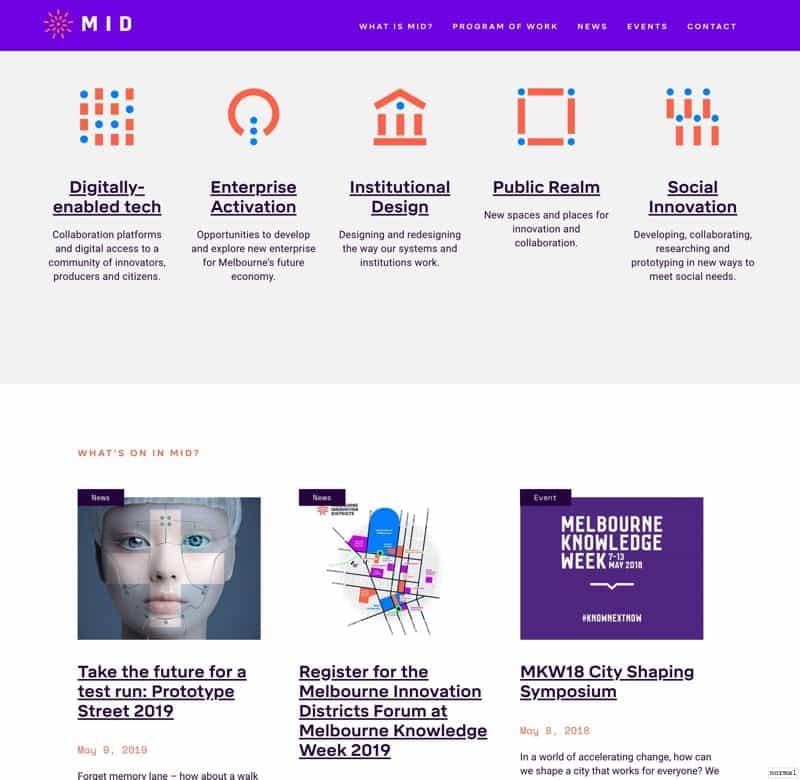 MID
WHAT IS MID? PROGRAM OF WORK NEWS EVENTS CONTACT
Digitally-
enabled tech
Collaboration platforms
and digital access to a
community of innovators,
producers and citizens.
Enterprise
Activation
Opportunities to develop
and explore new enterprise
for Melbourne's future
economy.
Institutional
Design
Designing and redesigning
the way our systems and
institutions work.
Public Realm
New spaces and places for
innovation and
collaboration.
Social
Innovation
Developing, collaborating,
researching and
prototyping in new ways to
meet social needs.
WHAT'S ON IN MID?
News
Take the future for a
test run: Prototype
Street 2019
May 9, 2019
Forget memory lane – how about a walk
News
INNOVATION
DISTRICTS
Register for the
Melbourne Innovation
Districts Forum at
Melbourne Knowledge
Week 2019
Event
MELBOURNE
KNOWLEDGE
WEEK 7-13
MAY 2018
#KNOWNEXTNOW
MKW18 City Shaping
Symposium
May 8, 2018
In a world of accelerating change, how can
we shape a city that works for everyone? We
normal